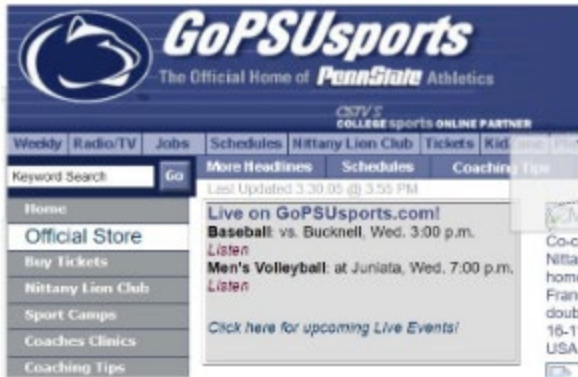 GoPSUsports
The Official Home of PennState Athletics
CSTV'S
COLLEGE sports ONLINE PARTNER
Weekly Radio/TV Jobs Schedules Nittany Lion Club Tickets
Keyword Search Go More Headlines Schedules Coaching Tips
Last Updated 3.30.05 @ 3:55 PM
Home
Official Store
Buy Tickets
Nittany Lion Club
Sport Camps
Coaches Clinics
Coaching Tips
Live on GoPSUsports.com!
Baseball: vs. Bucknell, Wed. 3:00 p.m.
Listen
Men's Volleyball: at Juniata, Wed. 7:00 p.m.
Listen
Click here for upcoming Live Events!
Co-c
Nitta
home
Fran
doub
16-1
USA